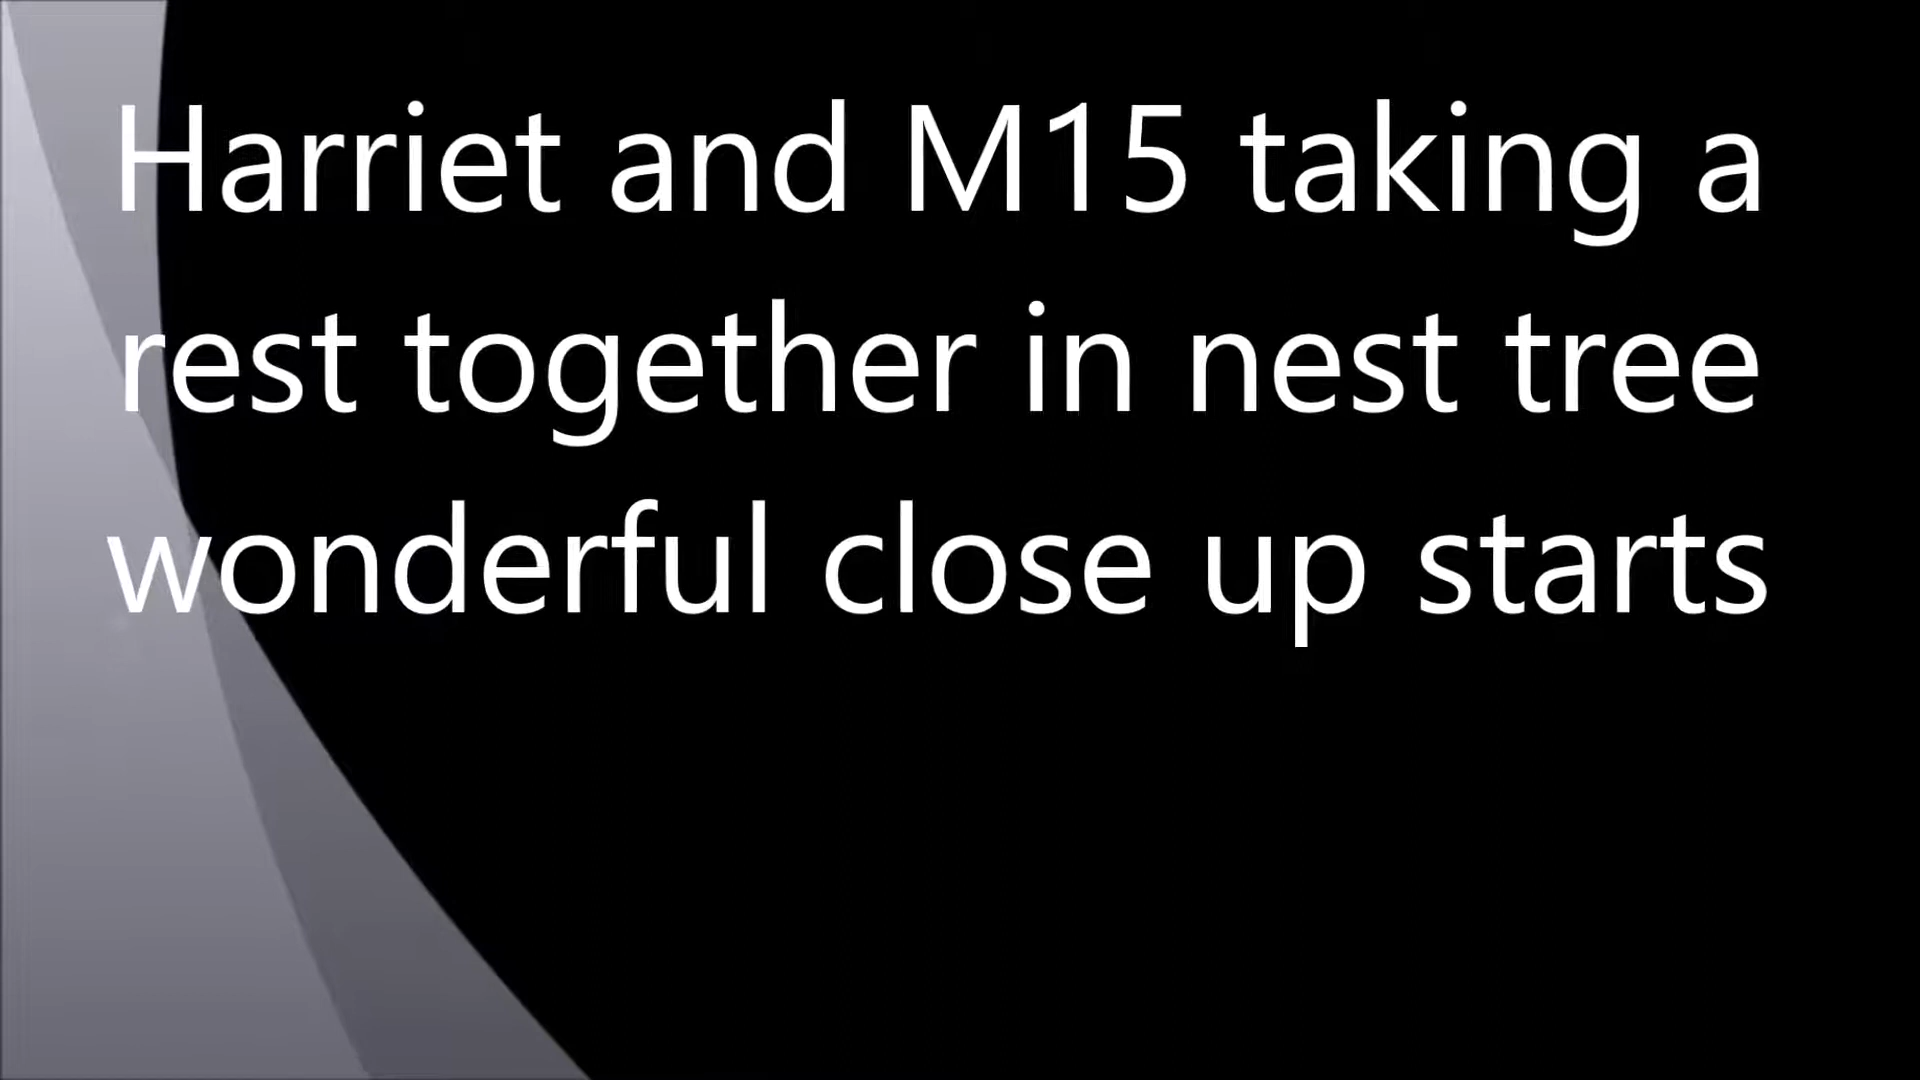 Harriet and M15 taking a
rest together in nest tree
wonderful close up starts